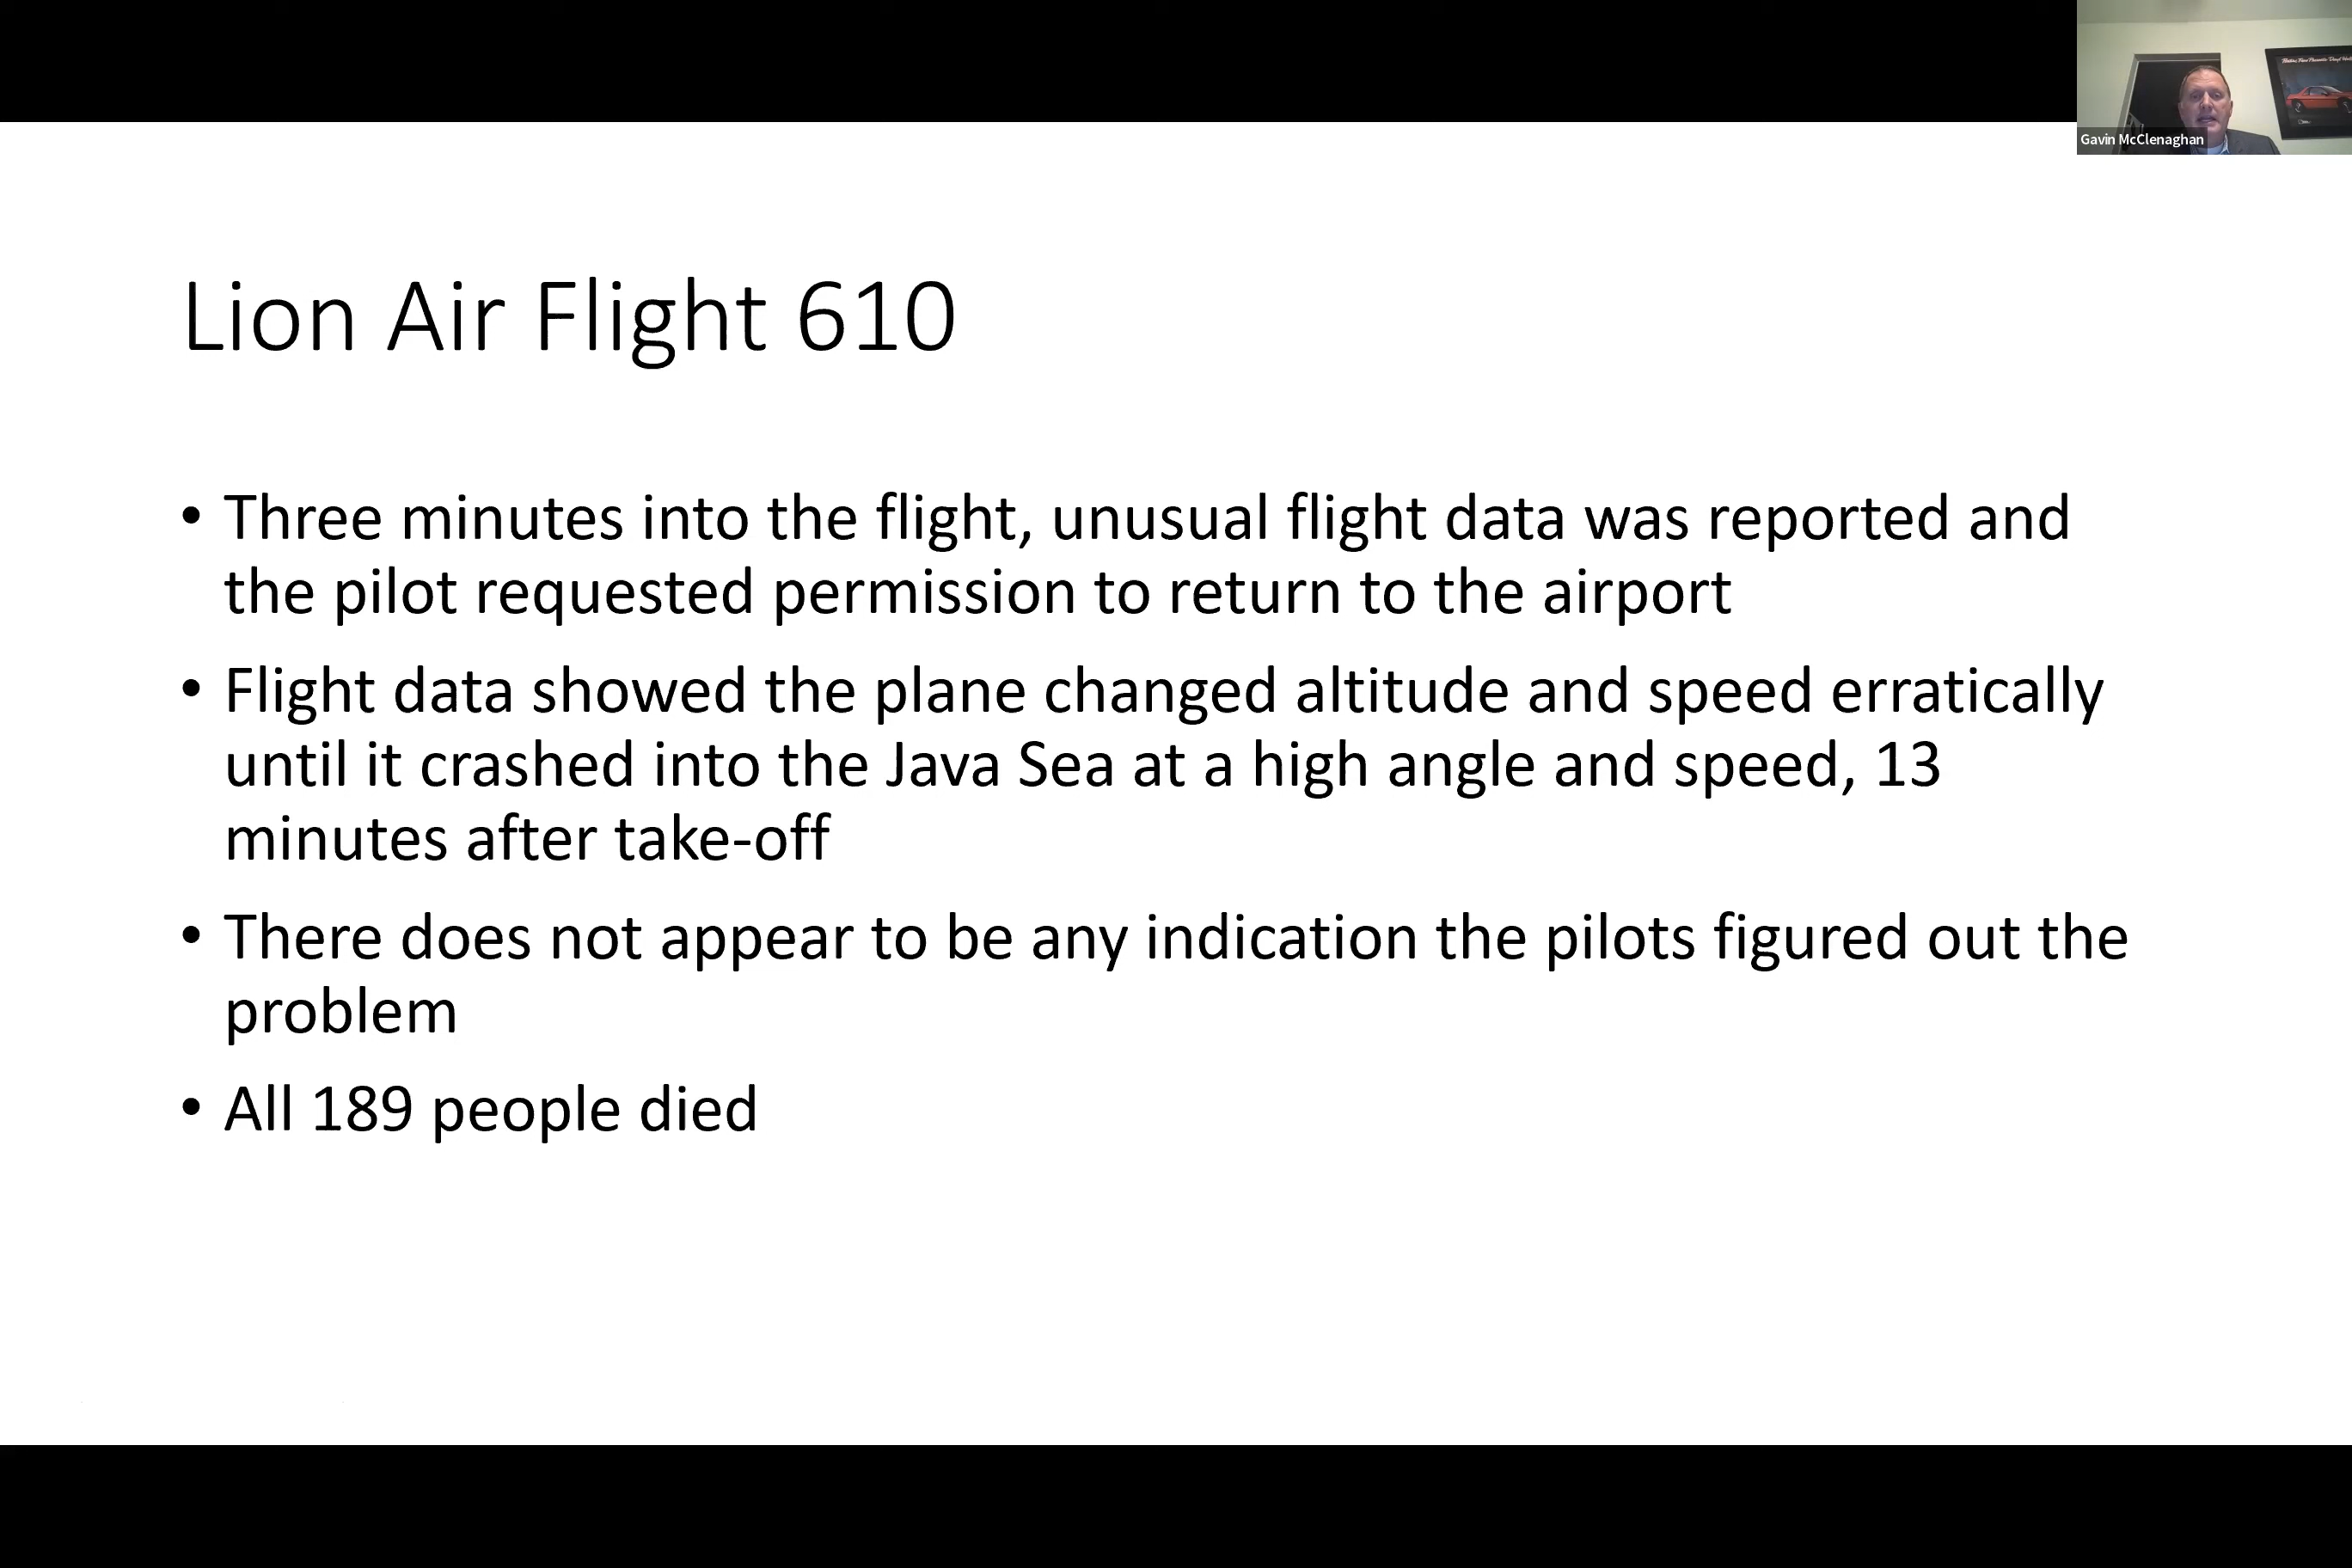 Gavin McClenaghan
Lion Air Flight 610
• Three minutes into the flight, unusual flight data was reported and
the pilot requested permission to return to the airport
• Flight data showed the plane changed altitude and speed erratically
until it crashed into the Java Sea at a high angle and speed, 13
minutes after take-off
• There does not appear to be any indication the pilots figured out the
problem
• All 189 people died